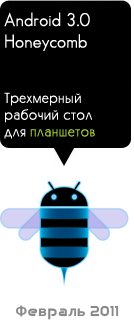 Android 3.0
Honeycomb
Трехмерный
рабочий стол
для планшетов
Февраль 2011